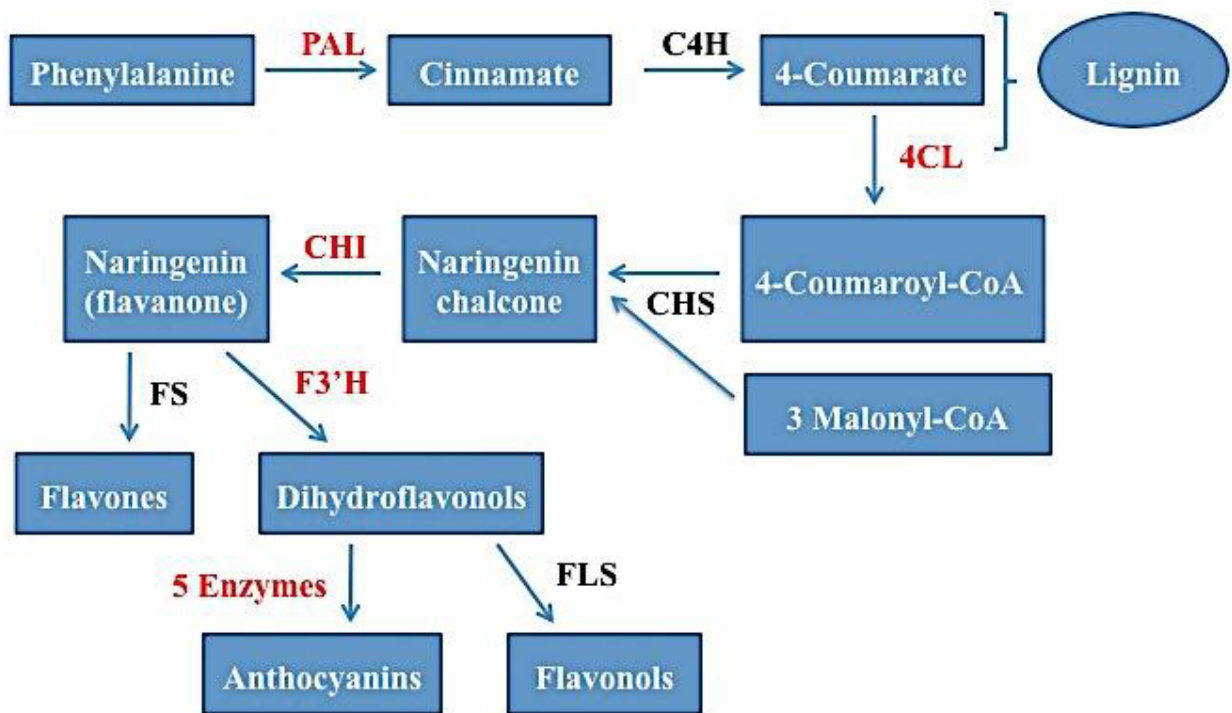 PAL
C4H
Phenylalanine
Cinnamate
4-Coumarate
Lignin
4CL
Naringenin
(flavanone)
CHI
Naringenin
chalcone
CHS
4-Coumaroyl-CoA
3 Malonyl-CoA
FS
F3’H
Flavones
Dihydroflavonols
5 Enzymes
FLS
Anthocyanins
Flavonols